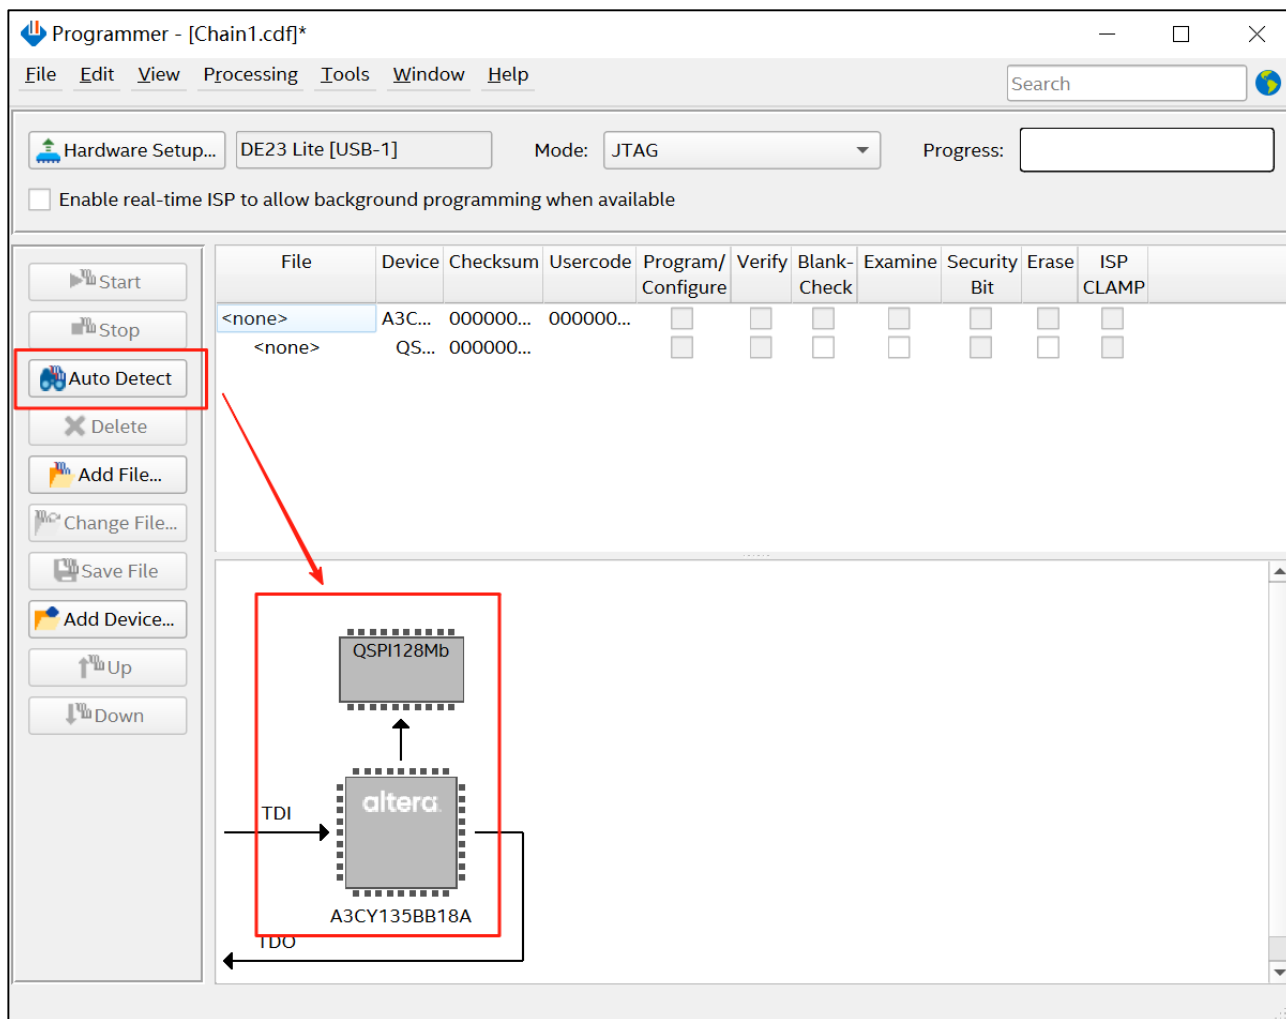 Programmer - [Chain1.cdf]*
File Edit View Processing Tools Window Help
Search
Hardware Setup... DE23 Lite [USB-1] Mode: JTAG Progress:
Enable real-time ISP to allow background programming when available
File Device Checksum Usercode Program/ Configure Verify Blank- Check Examine Security Bit Erase ISP CLAMP
<none> A3C... 000000... 000000...
<none> QS... 000000...
Start
Stop
Auto Detect
Delete
Add File...
Change File...
Save File
Add Device...
Up
Down
QSPI128Mb
altera
TDI
A3CY135BB18A
TDO